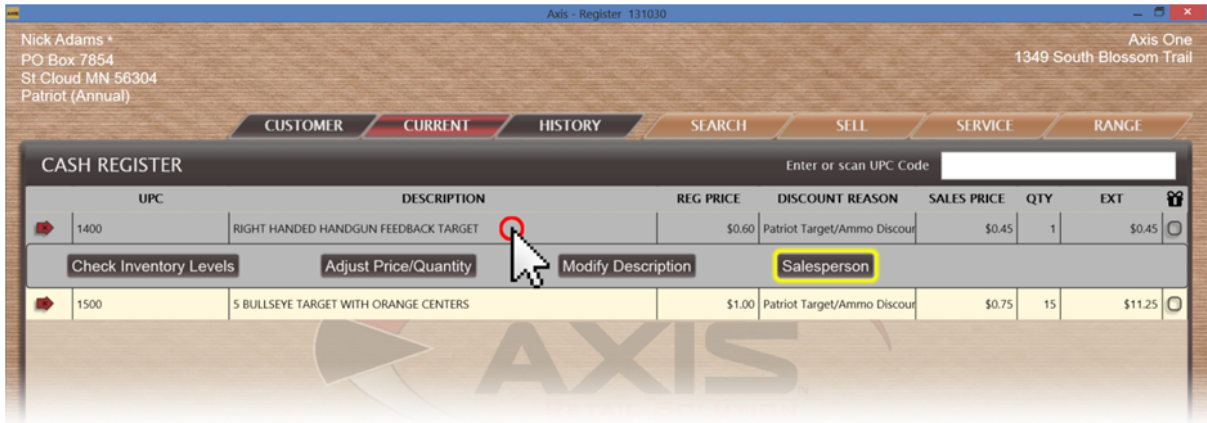 AXIS
Axis - Register 131030
Nick Adams *
PO Box 7854
St Cloud MN 56304
Patriot (Annual)
Axis One
1349 South Blossom Trail
CUSTOMER CURRENT HISTORY SEARCH SELL SERVICE RANGE
CASH REGISTER Enter or scan UPC Code
UPC DESCRIPTION REG PRICE DISCOUNT REASON SALES PRICE QTY EXT
1400 RIGHT HANDED HANDGUN FEEDBACK TARGET $0.60 Patriot Target/Ammo Discour $0.45 1 $0.45
Check Inventory Levels Adjust Price/Quantity Modify Description Salesperson
1500 5 BULLSEYE TARGET WITH ORANGE CENTERS $1.00 Patriot Target/Ammo Discour $0.75 15 $11.25
AXIS